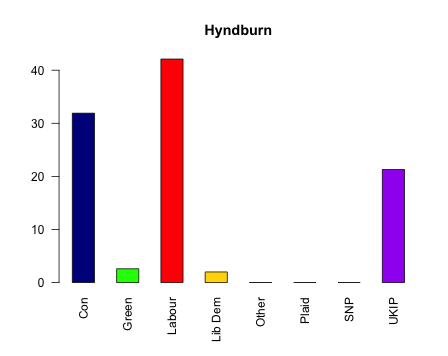 Hyndburn
40
30
20
10
0
Con
Green
Labour
Lib Dem
Other
Plaid
SNP
UKIP